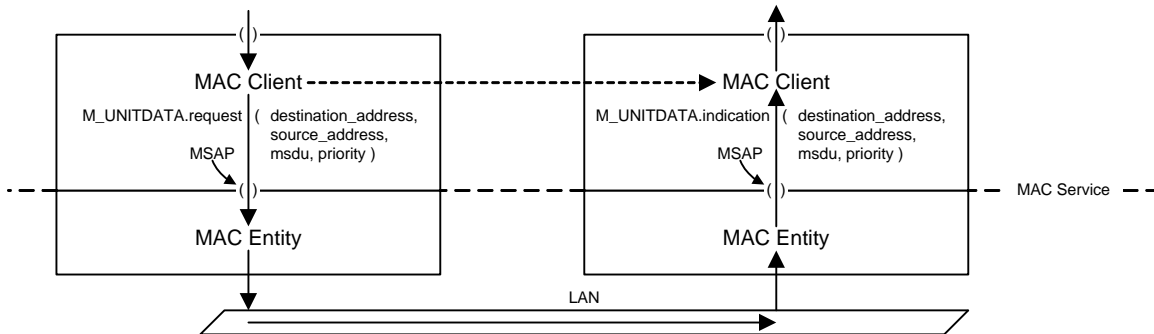 ( )
( )
MAC Client
MAC Client
M_UNITDATA.request ( destination_address,
source_address,
msdu, priority )
M_UNITDATA.indication ( destination_address,
source_address,
msdu, priority )
MSAP
MSAP
( )
( )
MAC Service
MAC Entity
MAC Entity
LAN